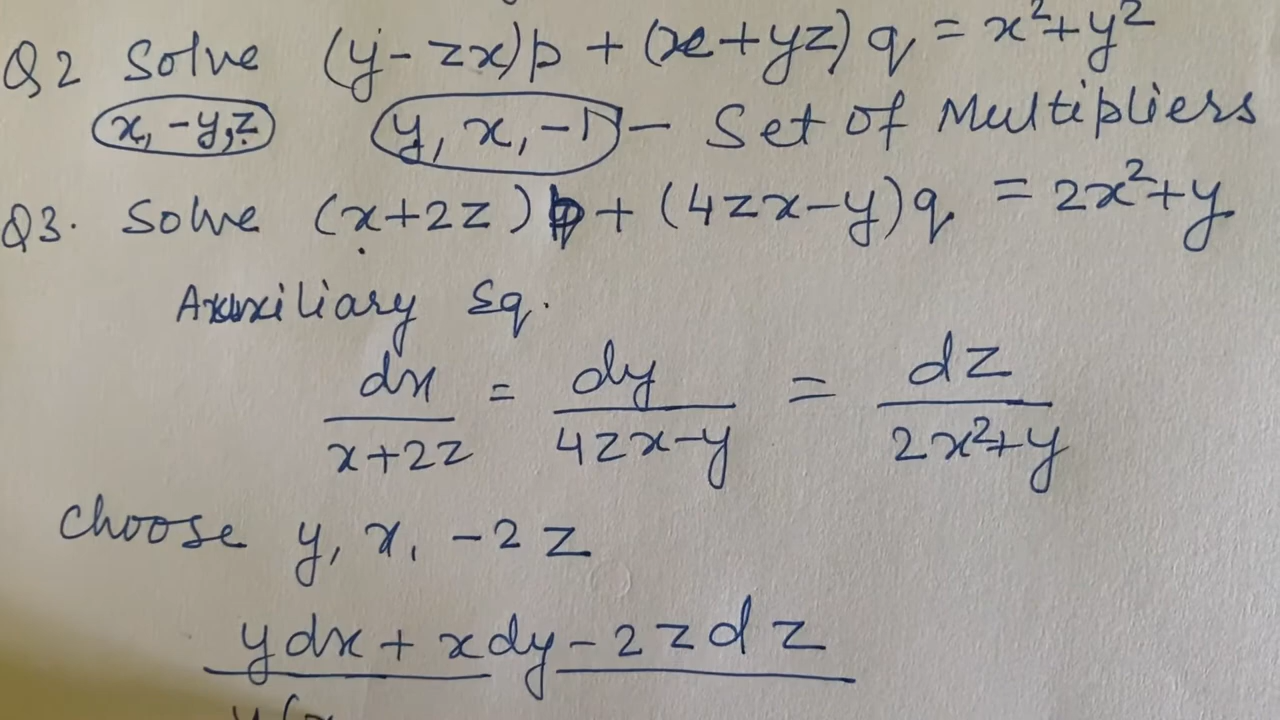 Q2 Solve (y - zx)p + (x + yz) q = x² + y²
x, -y, z y, x, -1 - Set of Multipliers
Q3. Solve (x+2z) p + (4zx-y)q = 2x²+y
Auxiliary Eq.
dx/x+2z = dy/4zx-y = dz/2x²+y
choose y, x, -2z
ydx + xdy - 2zdz